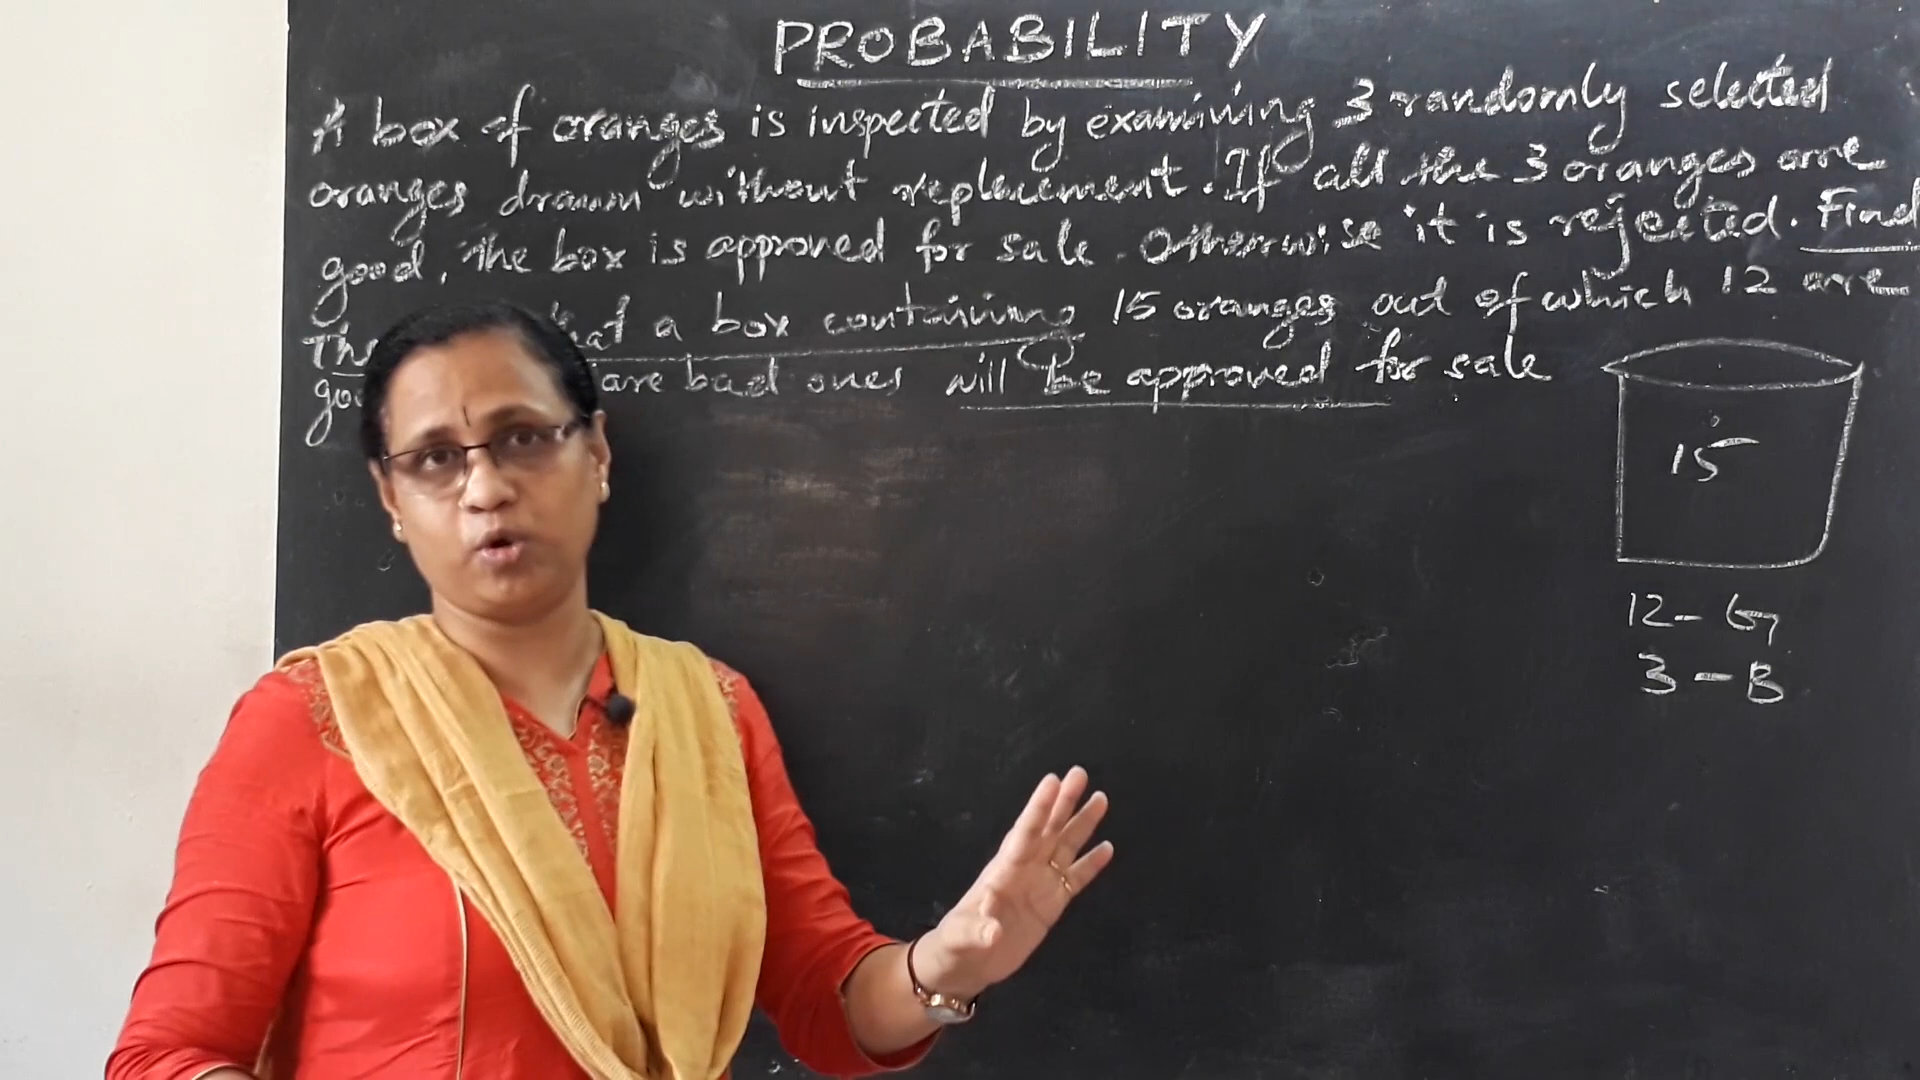 PROBABILITY
A box of oranges is inspected by examining 3 randomly selected
oranges drawn without replacement. If all the 3 oranges are
good, the box is approved for sale. Otherwise it is rejected. Find
a box containing 15 oranges out of which 12 are
are bad ones will be approved for sale
15
12 - G
3 - B